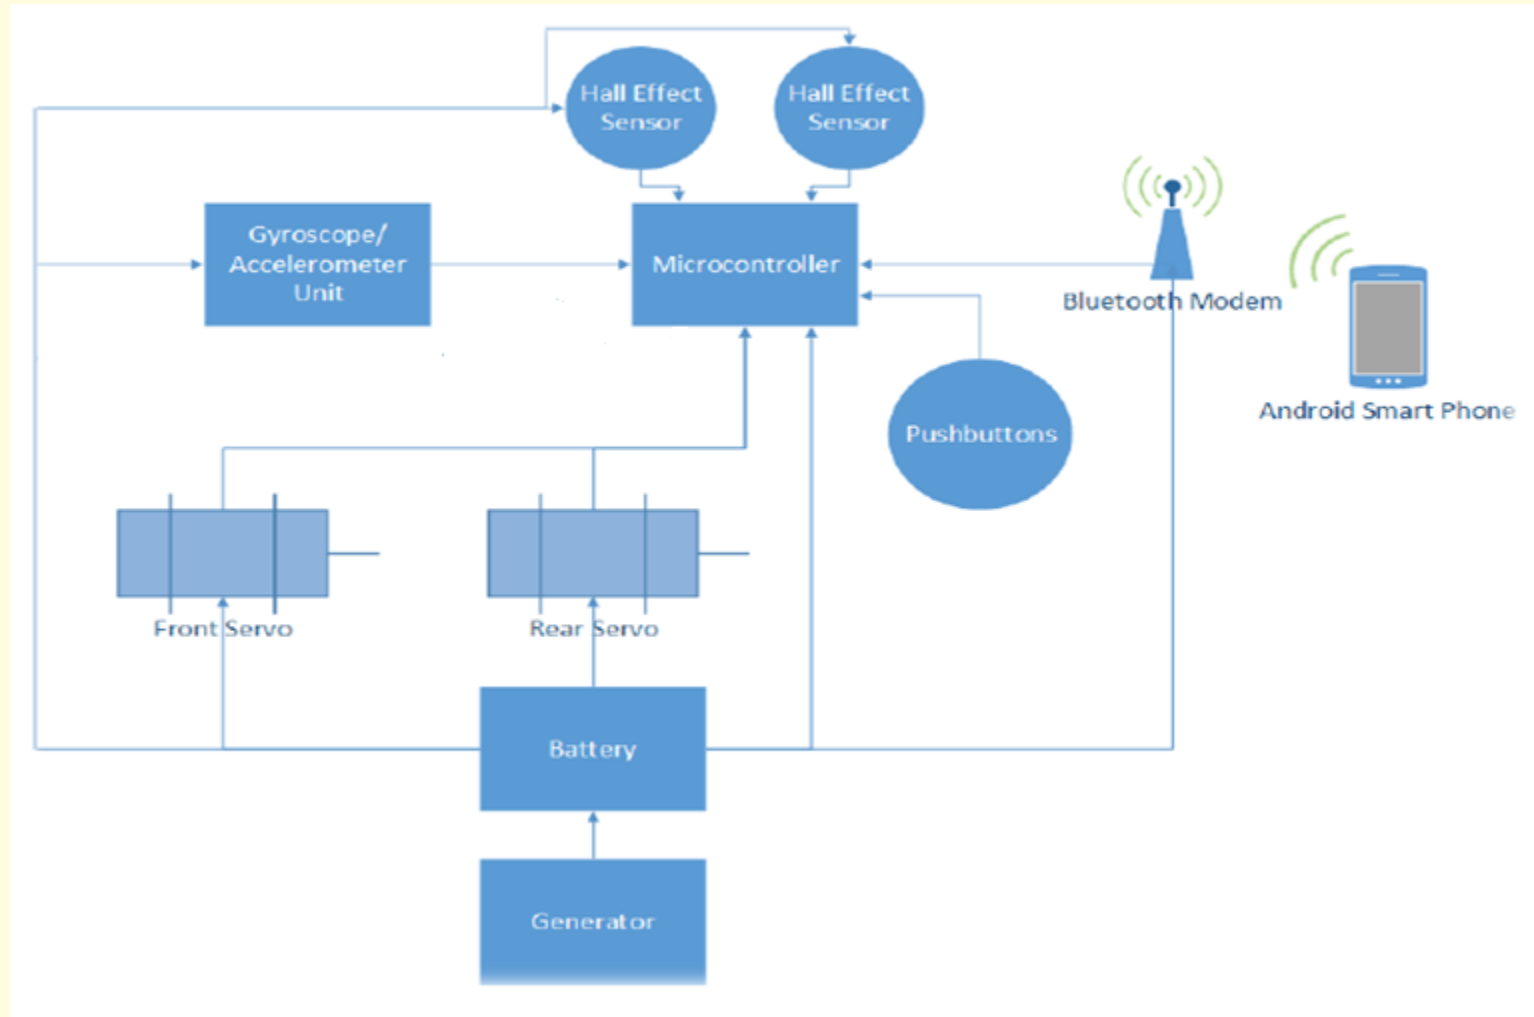 Hall Effect
Sensor
Hall Effect
Sensor
Gyroscope/
Accelerometer
Unit
Microcontroller
Bluetooth Modem
Android Smart Phone
Pushbuttons
Front Servo
Rear Servo
Battery
Generator